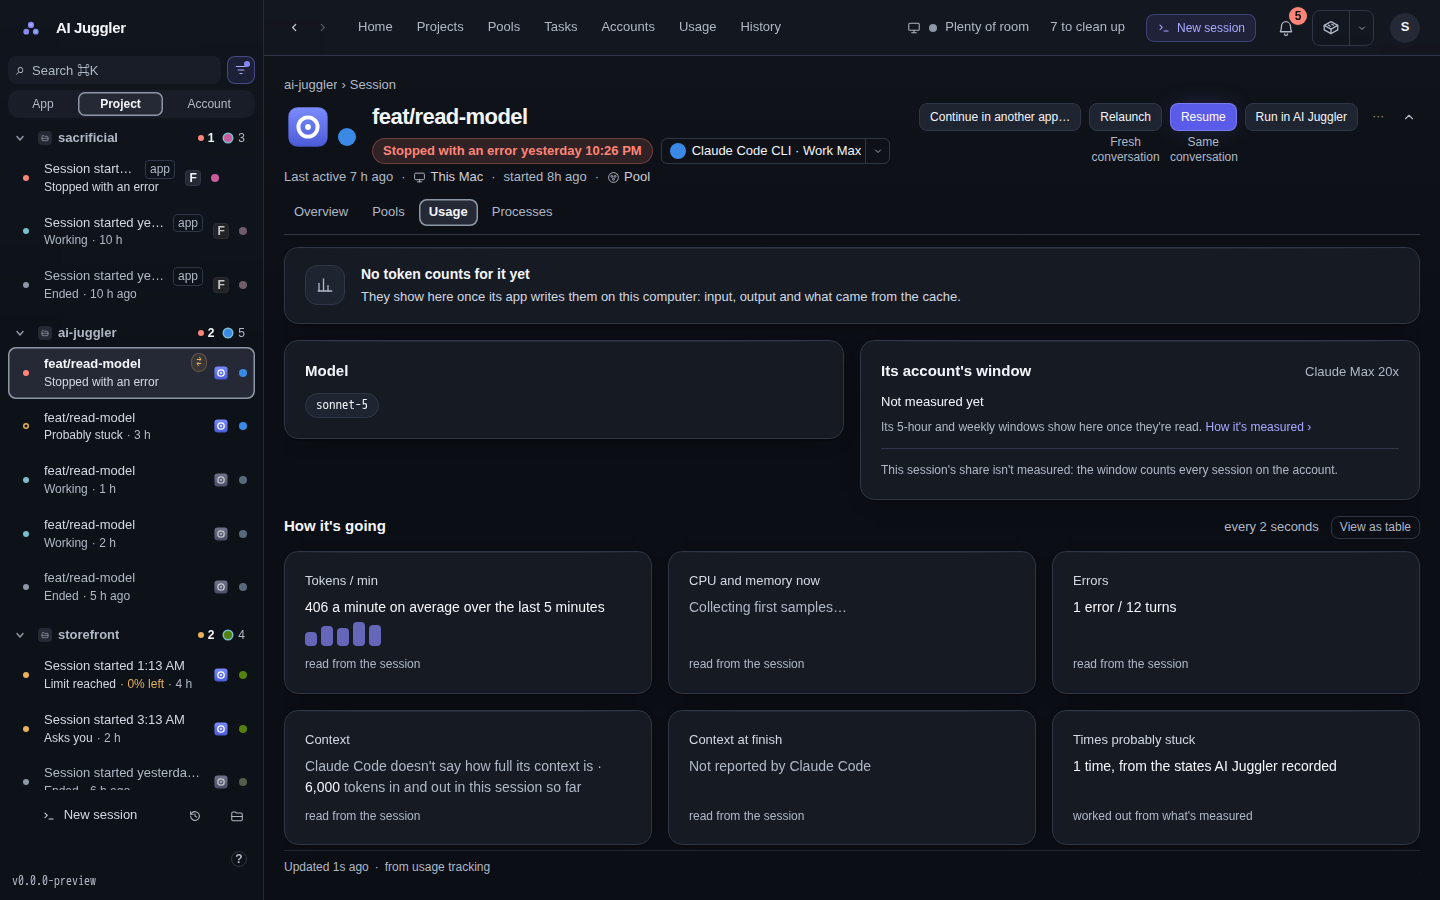 AI Juggler
Search ⌘K
App Project Account
sacrificial 1 3
Session start… app F
Stopped with an error
Session started ye… app F
Working · 10 h
Session started ye… app F
Ended · 10 h ago
ai-juggler 2 5
feat/read-model
Stopped with an error
feat/read-model
Probably stuck · 3 h
feat/read-model
Working · 1 h
feat/read-model
Working · 2 h
feat/read-model
Ended · 5 h ago
storefront 2 4
Session started 1:13 AM
Limit reached · 0% left · 4 h
Session started 3:13 AM
Asks you · 2 h
Session started yesterda…
Ended · 6 h ago
New session
?
v0.0.0-preview
Home Projects Pools Tasks Accounts Usage History
Plenty of room 7 to clean up New session 5 S
ai-juggler › Session
feat/read-model
Stopped with an error yesterday 10:26 PM Claude Code CLI · Work Max
Continue in another app… Relaunch Resume Run in AI Juggler ···
Fresh conversation
Same conversation
Last active 7 h ago · This Mac · started 8h ago · Pool
Overview Pools Usage Processes
No token counts for it yet
They show here once its app writes them on this computer: input, output and what came from the cache.
Model
sonnet-5
Its account's window Claude Max 20x
Not measured yet
Its 5-hour and weekly windows show here once they're read. How it's measured ›
This session's share isn't measured: the window counts every session on the account.
How it's going every 2 seconds View as table
Tokens / min
406 a minute on average over the last 5 minutes
read from the session
CPU and memory now
Collecting first samples…
read from the session
Errors
1 error / 12 turns
read from the session
Context
Claude Code doesn't say how full its context is ·
6,000 tokens in and out in this session so far
read from the session
Context at finish
Not reported by Claude Code
read from the session
Times probably stuck
1 time, from the states AI Juggler recorded
worked out from what's measured
Updated 1s ago · from usage tracking